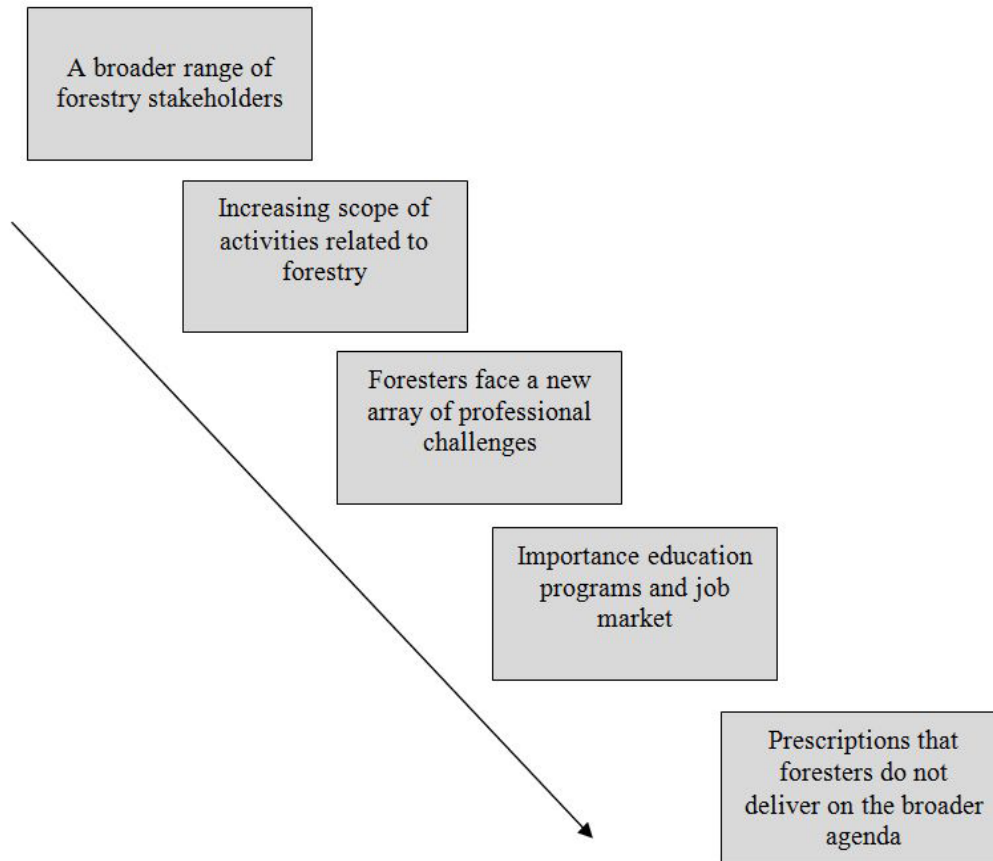 A broader range of
forestry stakeholders
Increasing scope of
activities related to
forestry
Foresters face a new
array of professional
challenges
Importance education
programs and job
market
Prescriptions that
foresters do not
deliver on the broader
agenda